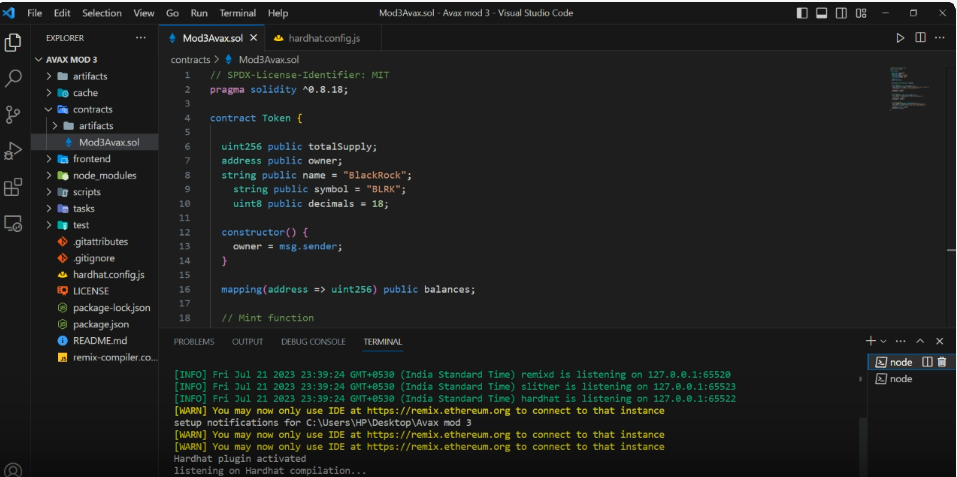 File Edit Selection View Go Run Terminal Help Mod3Avax.sol - Avax mod 3 - Visual Studio Code
EXPLORER ...
AVAX MOD 3
artifacts
cache
contracts
artifacts
Mod3Avax.sol
frontend
node_modules
scripts
tasks
test
.gitattributes
.gitignore
hardhat.config.js
LICENSE
package-lock.json
package.json
README.md
remix-compiler.co...
Mod3Avax.sol hardhat.config.js
contracts > Mod3Avax.sol
1 // SPDX-License-Identifier: MIT
2 pragma solidity ^0.8.18;
3
4 contract Token {
5
6 uint256 public totalSupply;
7 address public owner;
8 string public name = "BlackRock";
9 string public symbol = "BLRK";
10 uint8 public decimals = 18;
11
12 constructor() {
13 owner = msg.sender;
14 }
15
16 mapping(address => uint256) public balances;
17
18 // Mint function
PROBLEMS OUTPUT DEBUG CONSOLE TERMINAL
[INFO] Fri Jul 21 2023 23:39:24 GMT+0530 (India Standard Time) remixd is listening on 127.0.0.1:65520
[INFO] Fri Jul 21 2023 23:39:24 GMT+0530 (India Standard Time) slither is listening on 127.0.0.1:65523
[INFO] Fri Jul 21 2023 23:39:24 GMT+0530 (India Standard Time) hardhat is listening on 127.0.0.1:65522
[WARN] You may now only use IDE at https://remix.ethereum.org to connect to that instance
setup notifications for C:\Users\HP\Desktop\Avax mod 3
[WARN] You may now only use IDE at https://remix.ethereum.org to connect to that instance
[WARN] You may now only use IDE at https://remix.ethereum.org to connect to that instance
Hardhat plugin activated
listening on Hardhat compilation...
node
node